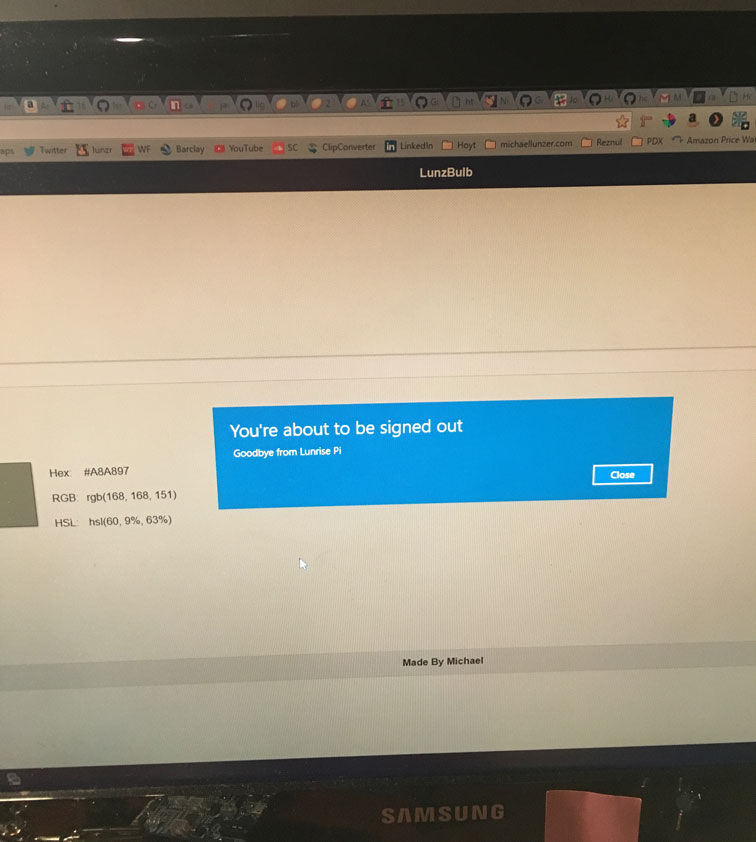 Twitter lunzr WF Barclay YouTube SC ClipConverter LinkedIn Hoyt michaellunzer.com Reznul PDX Amazon Price
LunzBulb
You're about to be signed out
Goodbye from Lunrise Pi
Close
Hex: #A8A897
RGB: rgb(168, 168, 151)
HSL: hsl(60, 9%, 63%)
Made By Michael
SAMSUNG